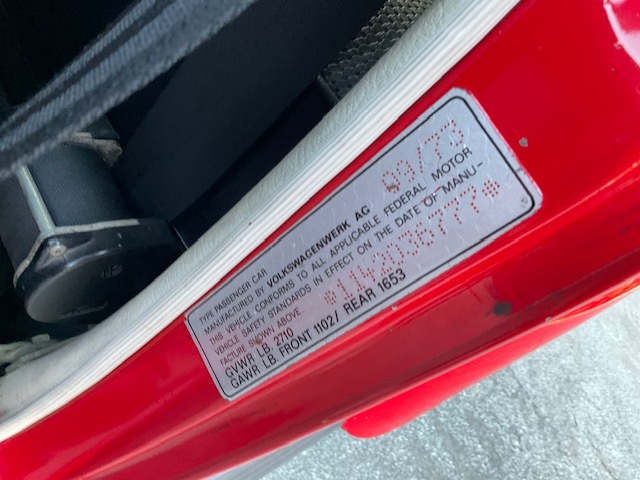 TYPE PASSENGER CAR
MANUFACTURED BY VOLKSWAGENWERK AG 09/73
THIS VEHICLE CONFORMS TO ALL APPLICABLE FEDERAL MOTOR
VEHICLE SAFETY STANDARDS IN EFFECT ON THE DATE OF MANU-
FACTURE SHOWN ABOVE. *1142036777*
GVWR LB. 2710
GAWR LB. FRONT 1102/ REAR 1653